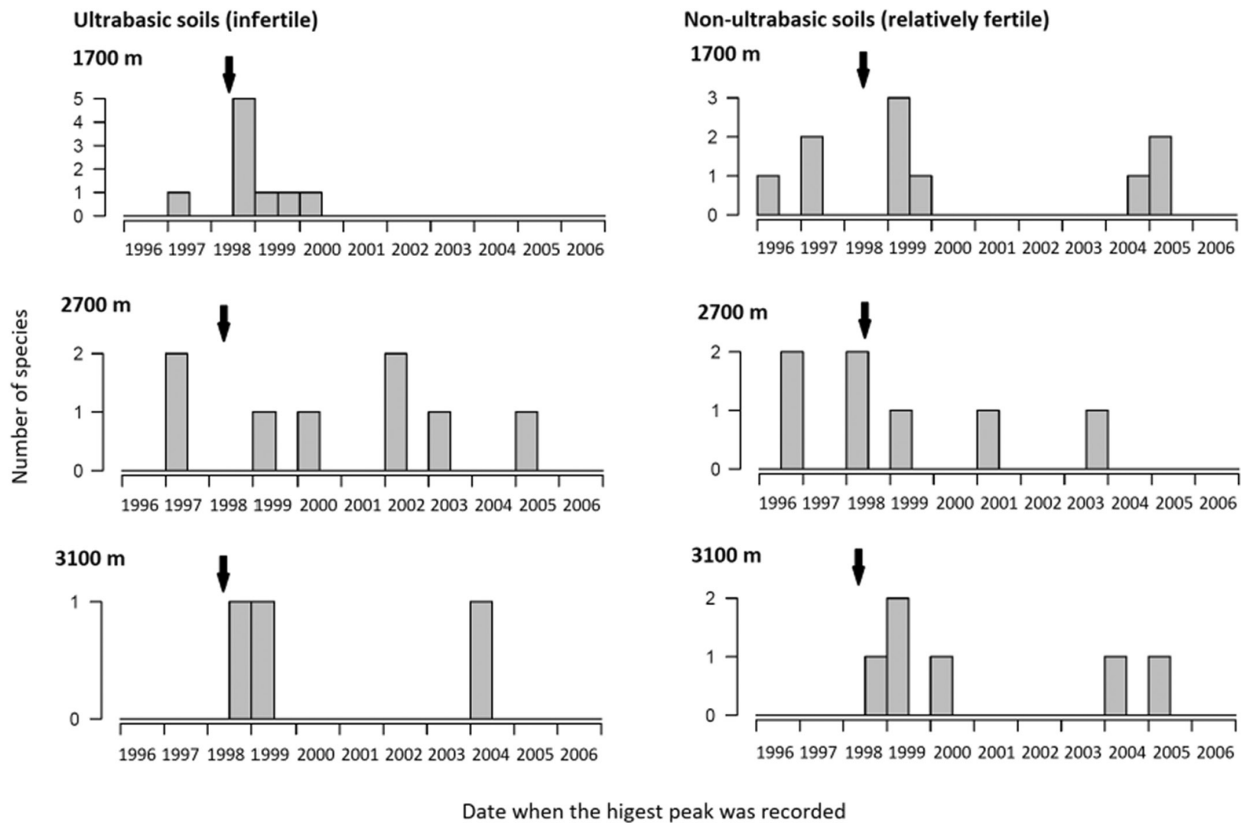 Ultrabasic soils (infertile)
1700 m
5
4
3
2
1
0
1996 1997 1998 1999 2000 2001 2002 2003 2004 2005 2006
Non-ultrabasic soils (relatively fertile)
1700 m
3
2
1
0
1996 1997 1998 1999 2000 2001 2002 2003 2004 2005 2006
Number of species
2700 m
2
1
0
1996 1997 1998 1999 2000 2001 2002 2003 2004 2005 2006
2700 m
2
1
0
1996 1997 1998 1999 2000 2001 2002 2003 2004 2005 2006
3100 m
1
0
1996 1997 1998 1999 2000 2001 2002 2003 2004 2005 2006
3100 m
2
1
0
1996 1997 1998 1999 2000 2001 2002 2003 2004 2005 2006
Date when the higest peak was recorded